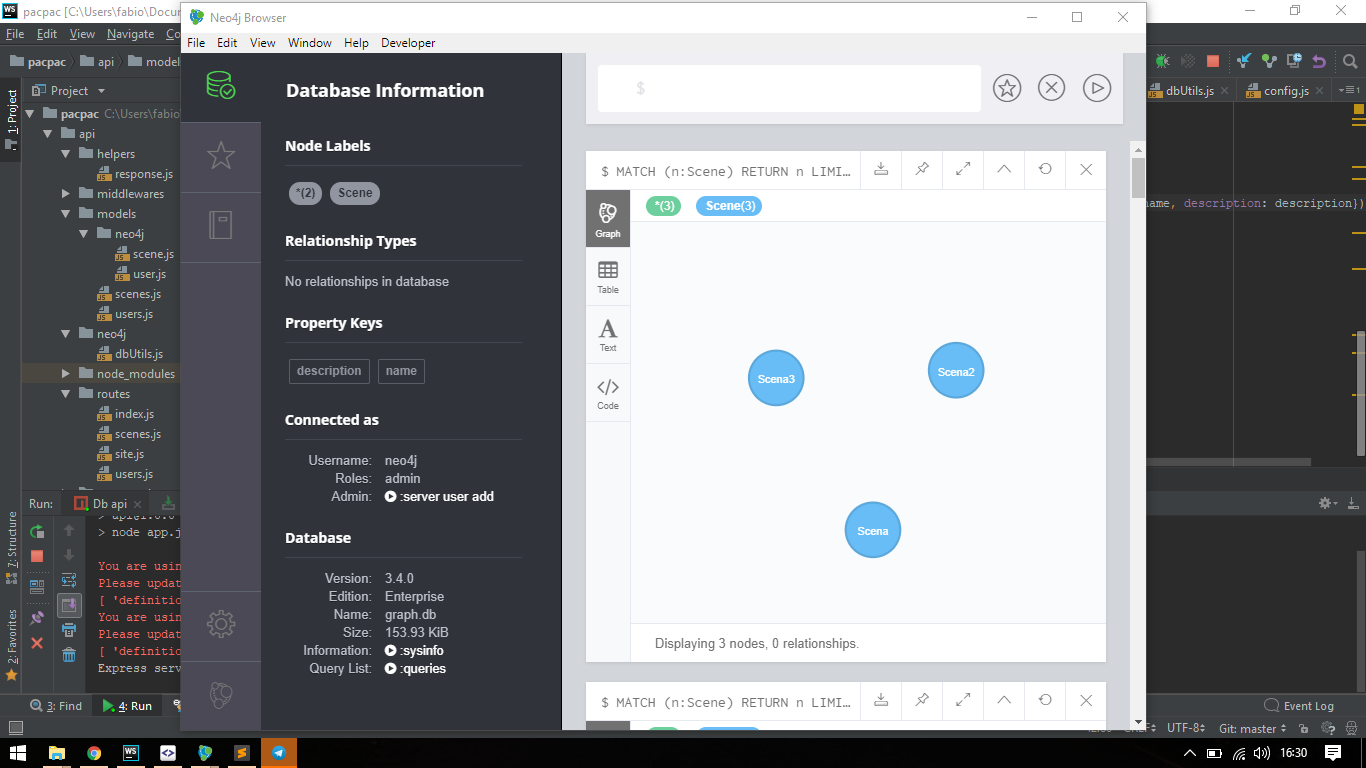 pacpac [C:\Users\fabio\Docum
File Edit View Navigate Co
pacpac api model
Project
1: Project
pacpac C:\Users\fabio
api
helpers
response.js
middlewares
models
neo4j
scene.js
user.js
scenes.js
users.js
neo4j
dbUtils.js
node_modules
routes
index.js
scenes.js
site.js
users.js
7: Structure
2: Favorites
Run: Db api
> node app.j
You are usin
Please updat
[ 'definitio
You are usin
Please updat
[ 'definitio
Express serv
3: Find 4: Run
Neo4j Browser
File Edit View Window Help Developer
Database Information
Node Labels
*(2) Scene
Relationship Types
No relationships in database
Property Keys
description name
Connected as
Username: neo4j
Roles: admin
Admin: :server user add
Database
Version: 3.4.0
Edition: Enterprise
Name: graph.db
Size: 153.93 KiB
Information: :sysinfo
Query List: :queries
$
$ MATCH (n:Scene) RETURN n LIMI…
*(3) Scene(3)
Graph
Table
Text
Code
Scena3
Scena2
Scena
Displaying 3 nodes, 0 relationships.
$ MATCH (n:Scene) RETURN n LIMI…
dbUtils.js config.js
ame, description: description})
Event Log
UTF-8 Git: master
16:30